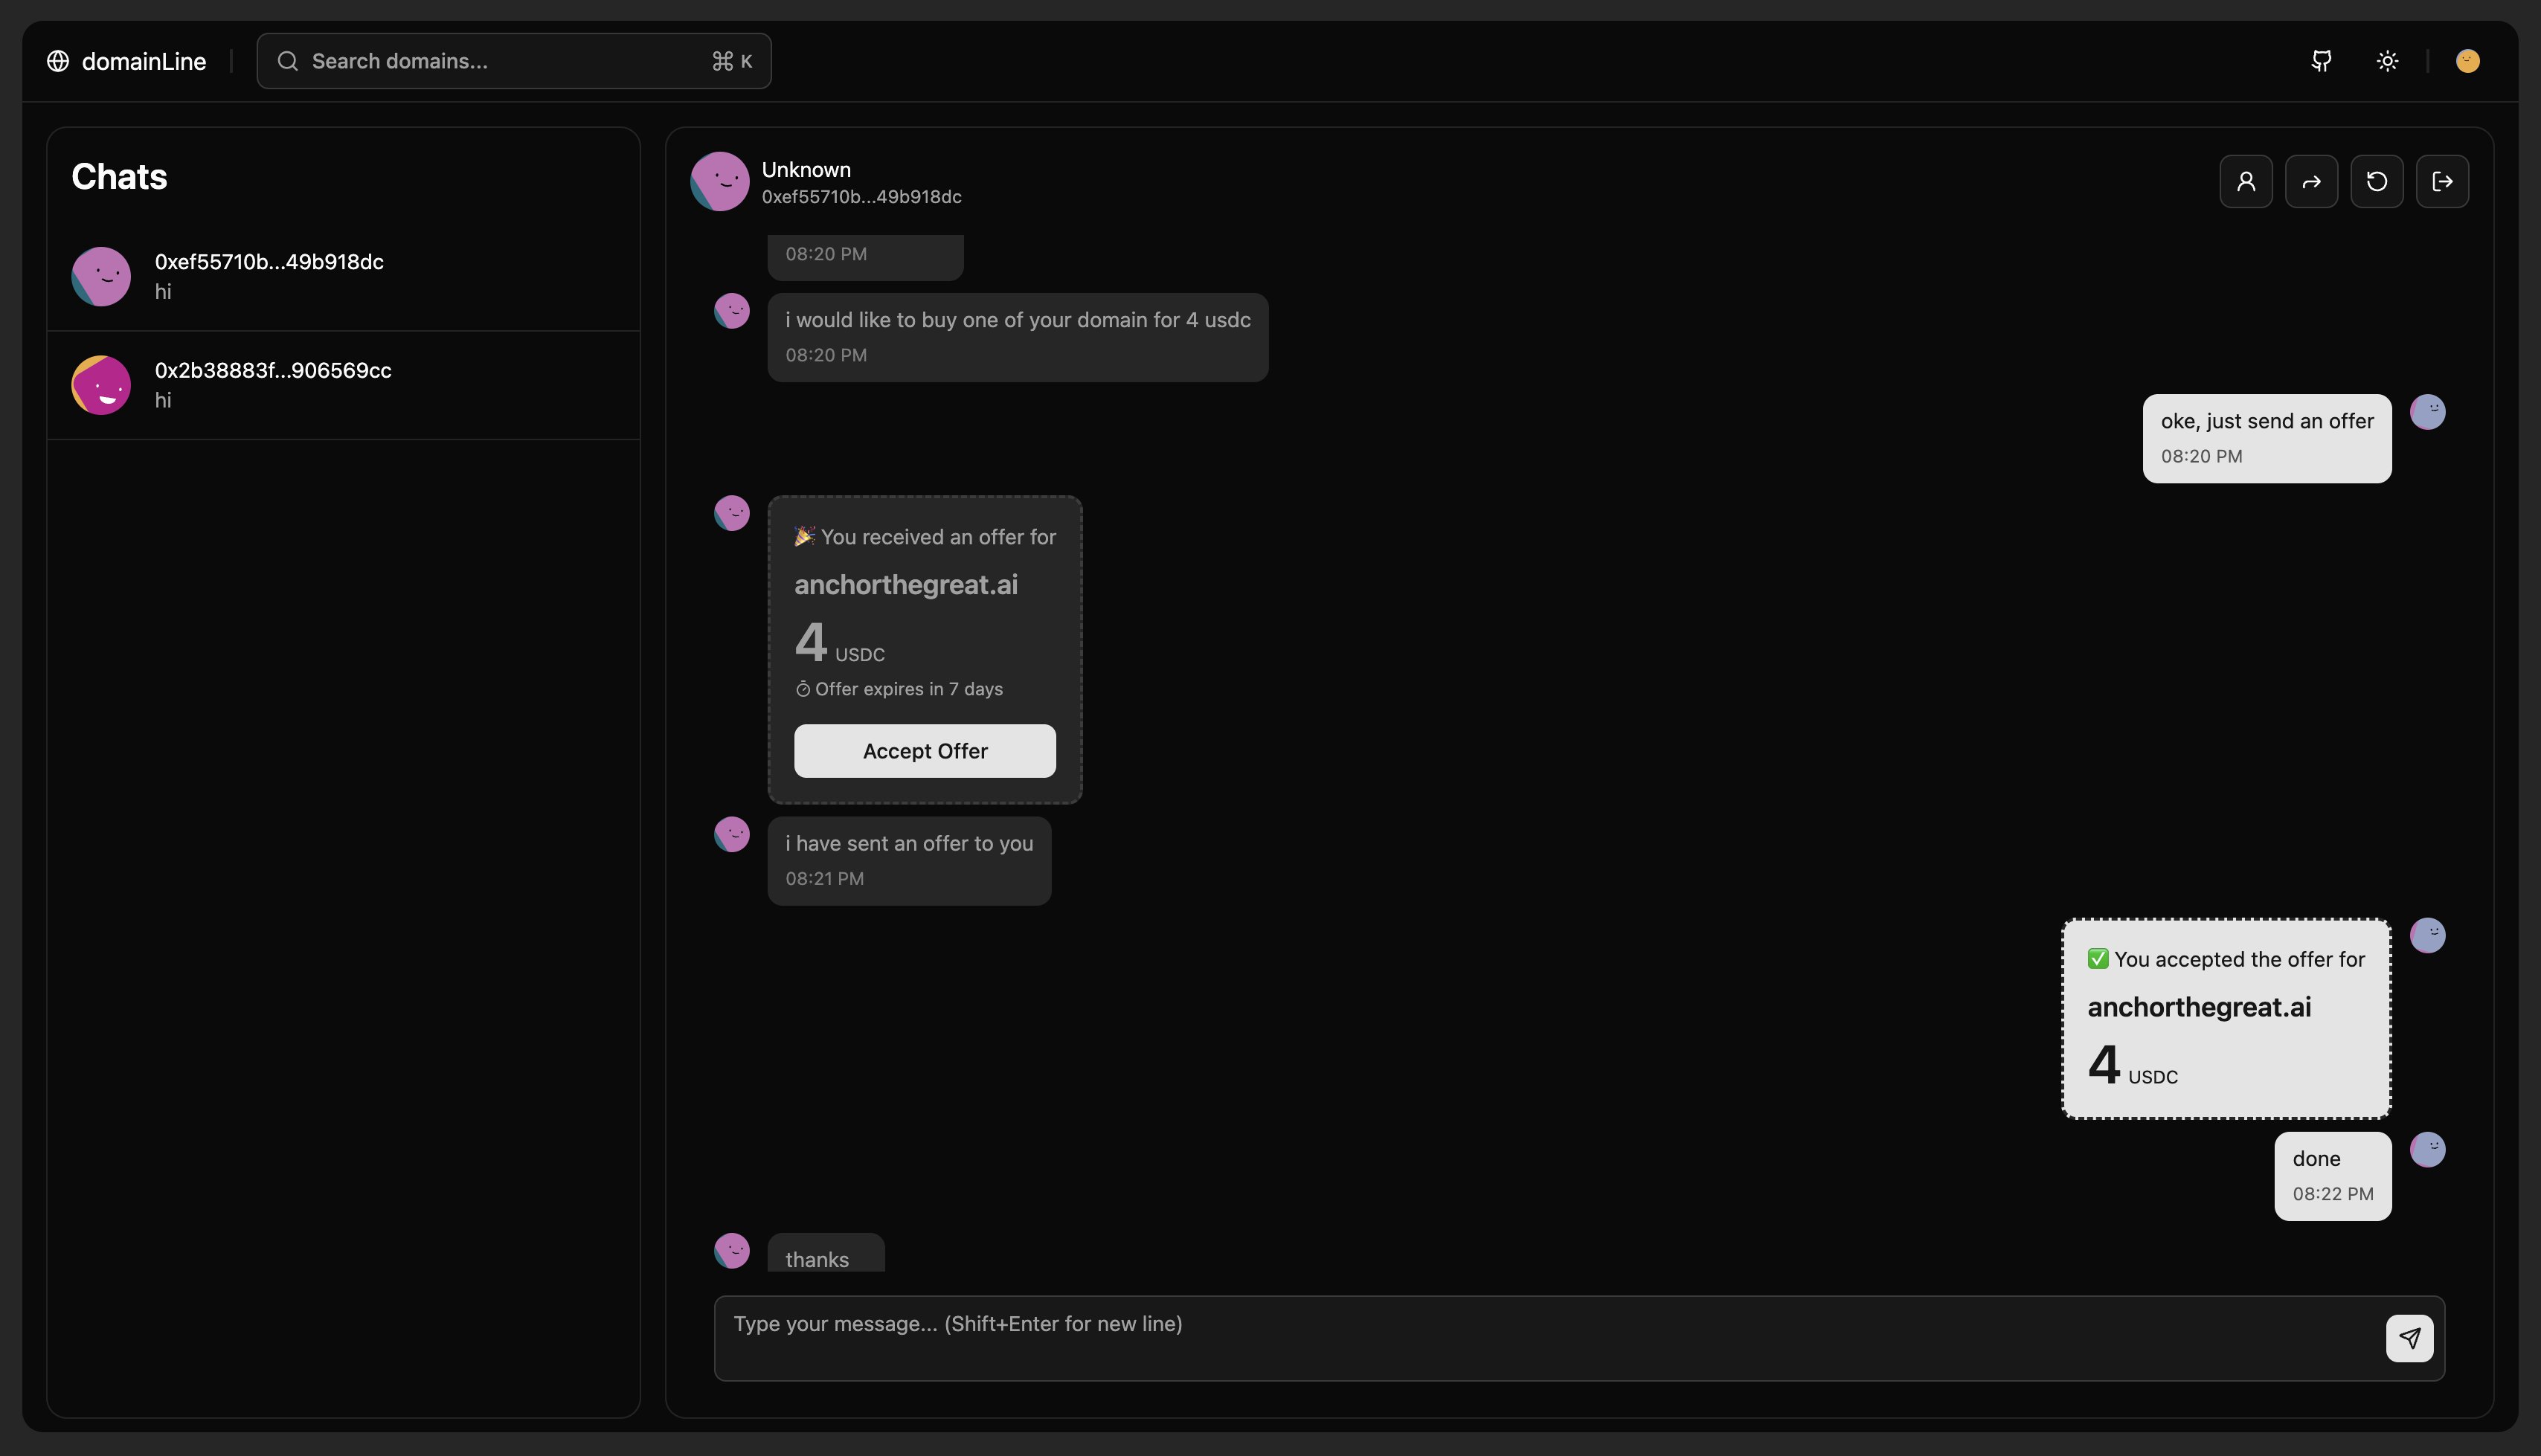 domainLine
Search domains...
⌘ K
Chats
0xef55710b...49b918dc
hi
0x2b38883f...906569cc
hi
Unknown
0xef55710b...49b918dc
08:20 PM
i would like to buy one of your domain for 4 usdc
08:20 PM
oke, just send an offer
08:20 PM
🎉 You received an offer for
anchorthegreat.ai
4 USDC
Offer expires in 7 days
Accept Offer
i have sent an offer to you
08:21 PM
✅ You accepted the offer for
anchorthegreat.ai
4 USDC
done
08:22 PM
thanks
Type your message... (Shift+Enter for new line)